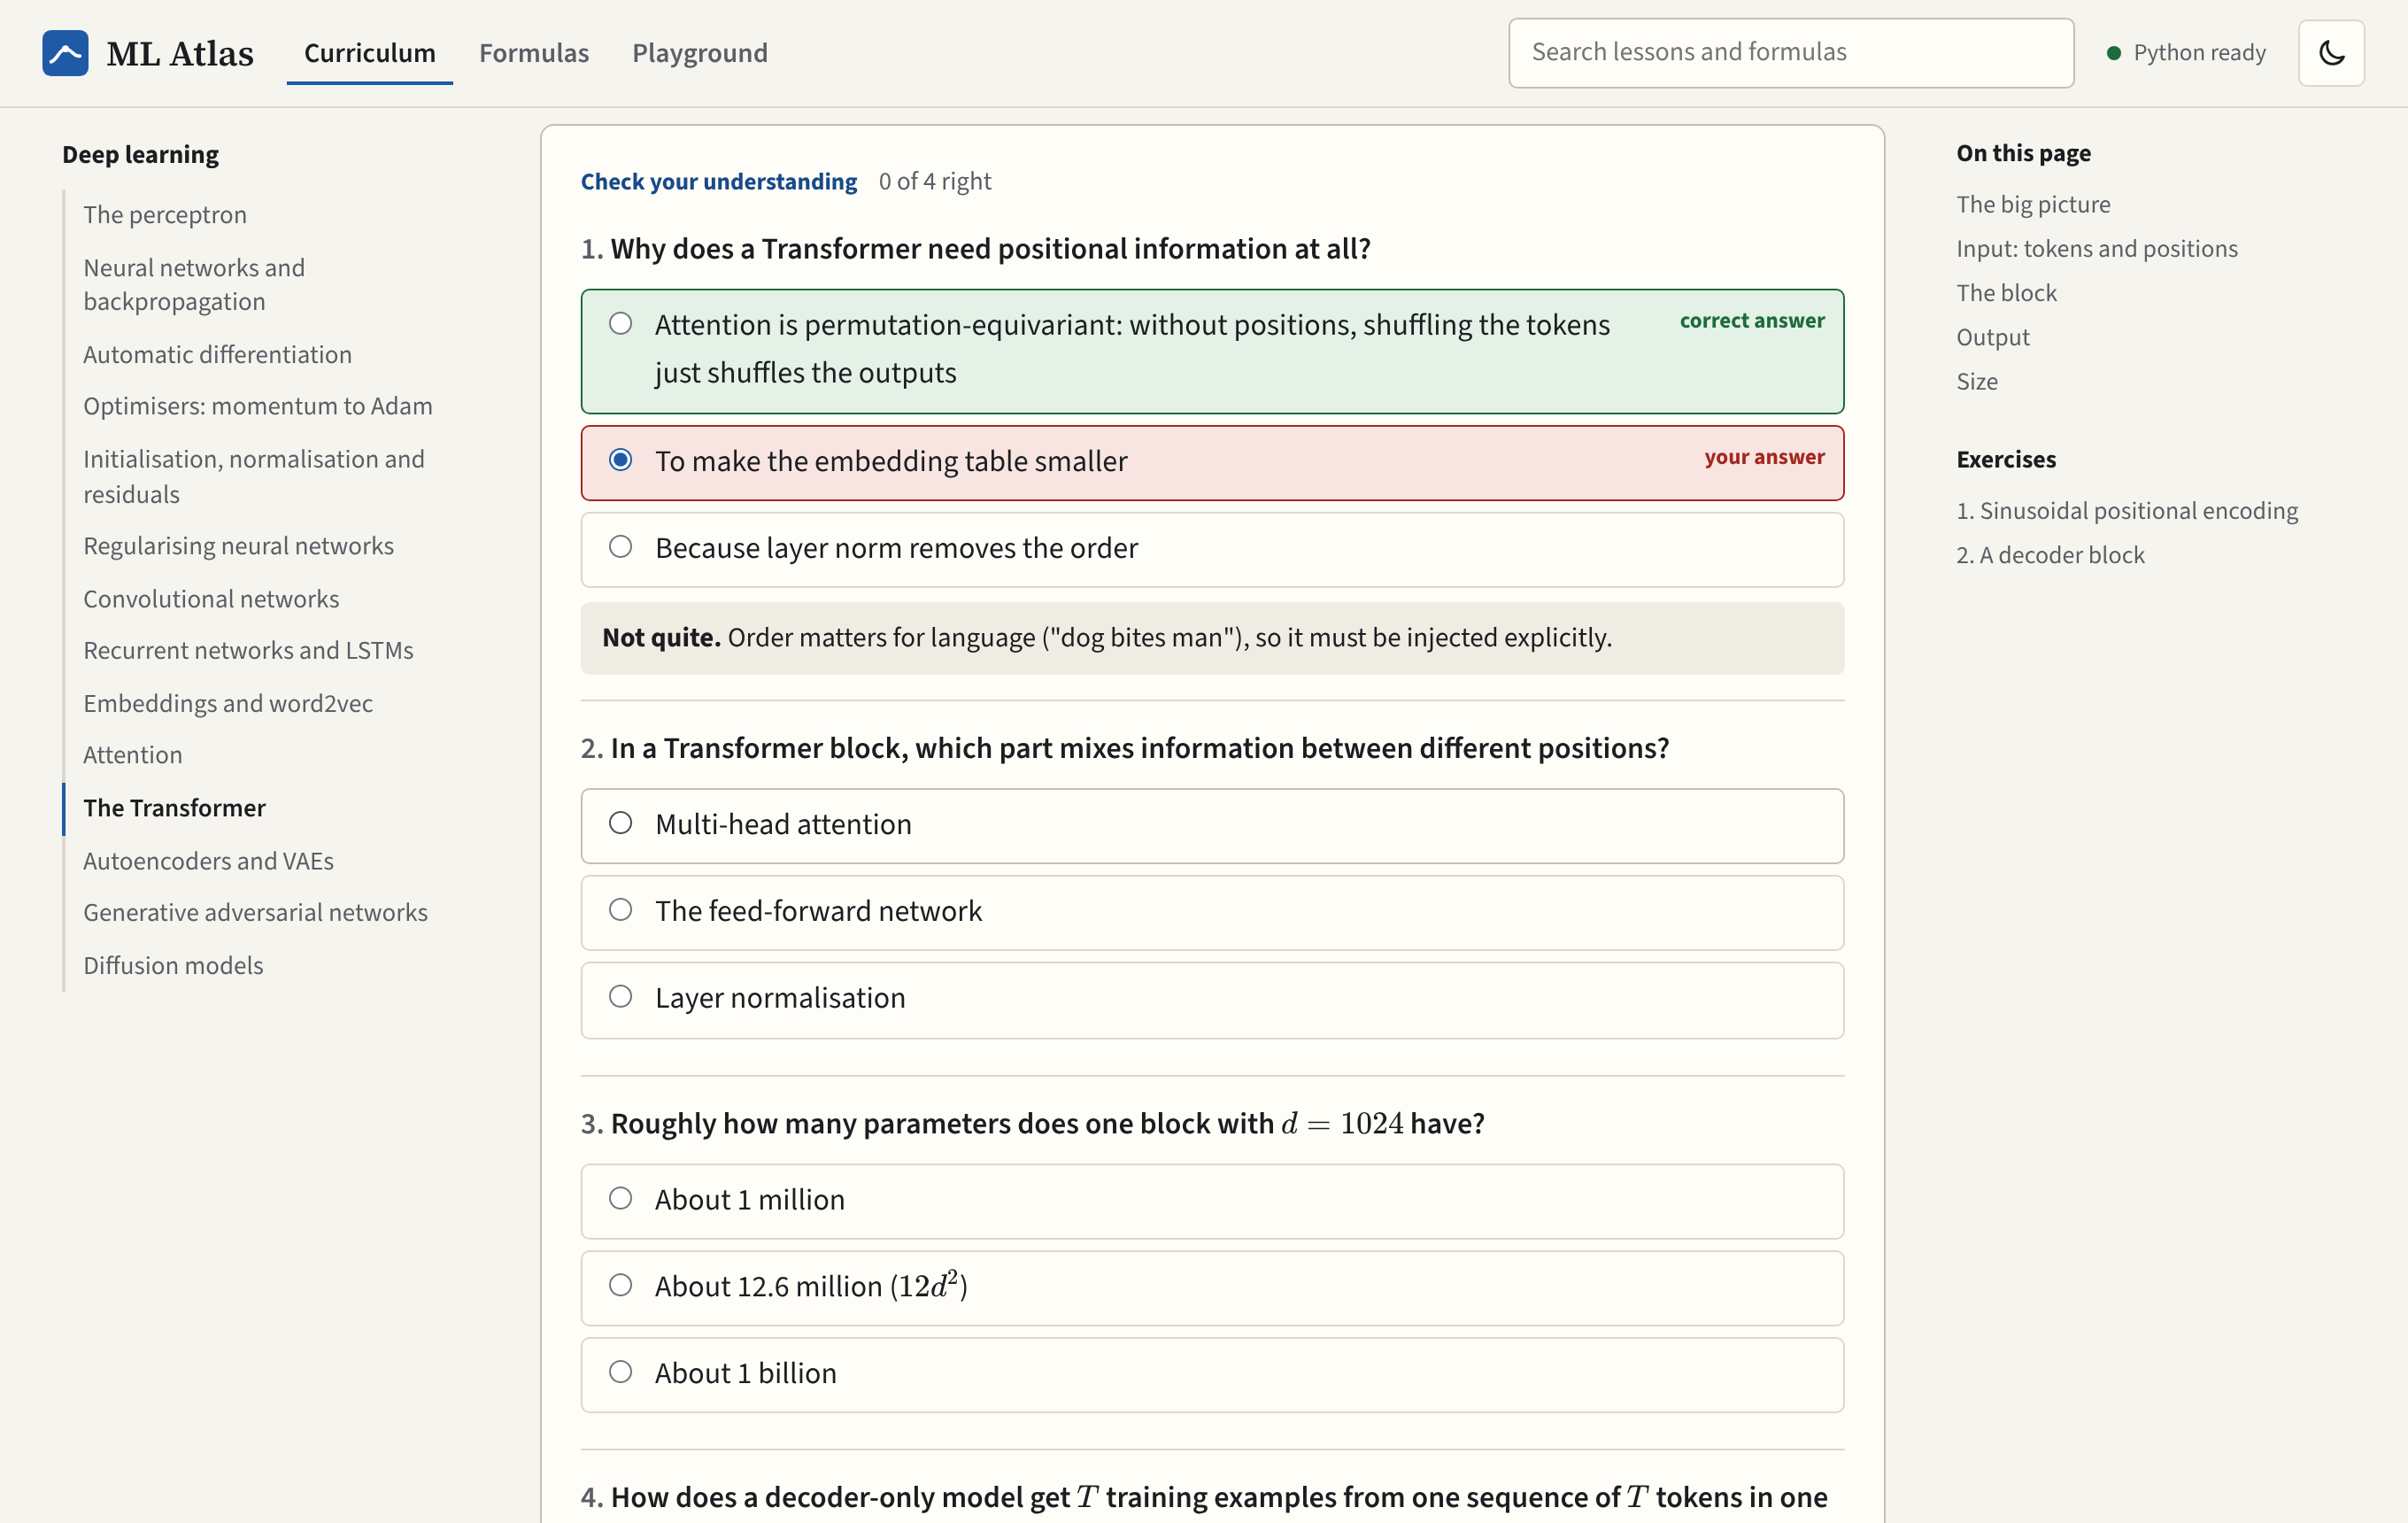 ML Atlas
Curriculum
Formulas
Playground
Search lessons and formulas
Python ready
Deep learning
The perceptron
Neural networks and
backpropagation
Automatic differentiation
Optimisers: momentum to Adam
Initialisation, normalisation and
residuals
Regularising neural networks
Convolutional networks
Recurrent networks and LSTMs
Embeddings and word2vec
Attention
The Transformer
Autoencoders and VAEs
Generative adversarial networks
Diffusion models
Check your understanding 0 of 4 right
1. Why does a Transformer need positional information at all?
Attention is permutation-equivariant: without positions, shuffling the tokens
just shuffles the outputs
correct answer
To make the embedding table smaller
your answer
Because layer norm removes the order
Not quite. Order matters for language ("dog bites man"), so it must be injected explicitly.
2. In a Transformer block, which part mixes information between different positions?
Multi-head attention
The feed-forward network
Layer normalisation
3. Roughly how many parameters does one block with d = 1024 have?
About 1 million
About 12.6 million (12d²)
About 1 billion
4. How does a decoder-only model get T training examples from one sequence of T tokens in one
On this page
The big picture
Input: tokens and positions
The block
Output
Size
Exercises
1. Sinusoidal positional encoding
2. A decoder block